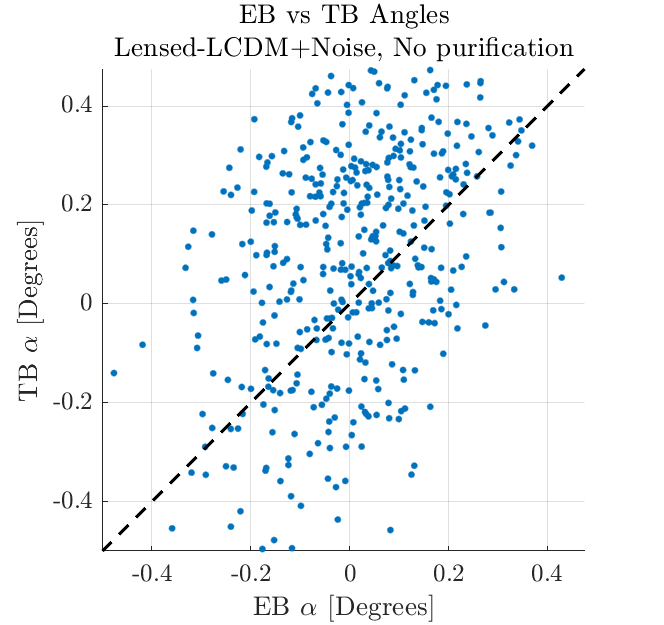 EB vs TB Angles
Lensed-LCDM+Noise, No purification
0.4
0.2
0
-0.2
-0.4
TB α [Degrees]
-0.4 -0.2 0 0.2 0.4
EB α [Degrees]